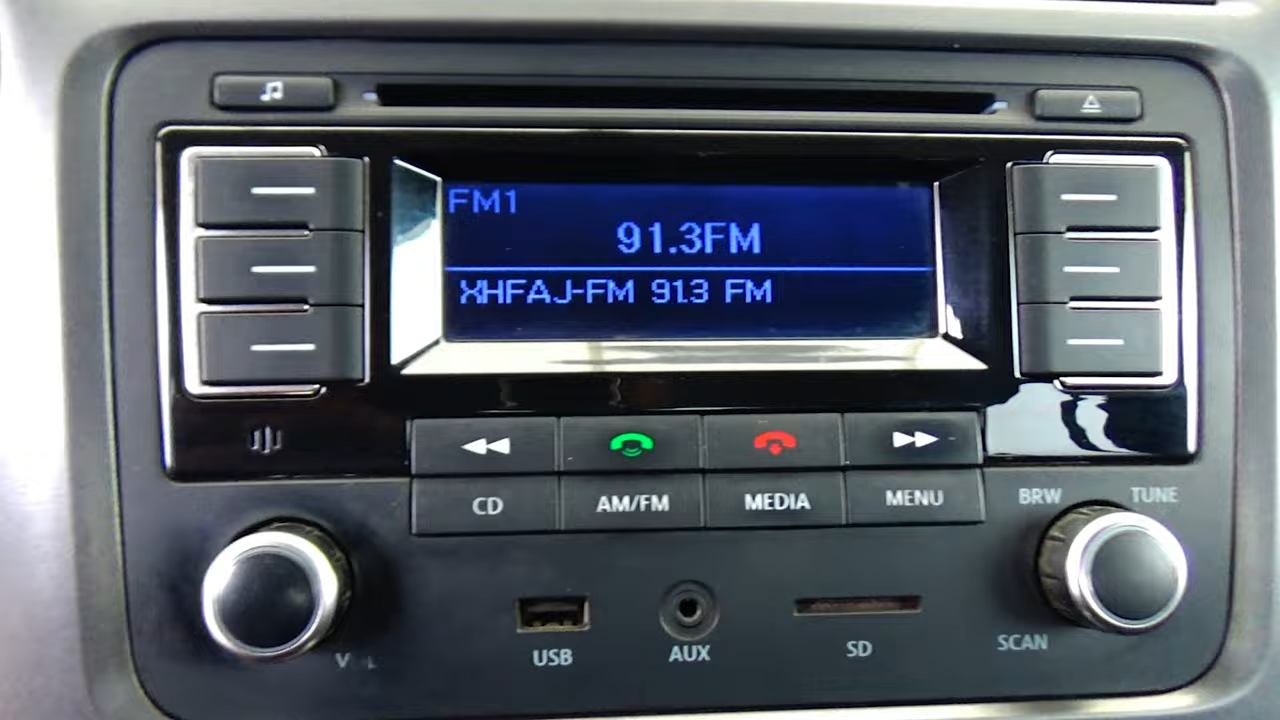 FM1
91.3FM
XHFAJ-FM 91.3 FM
CD AM/FM MEDIA MENU
BRW TUNE
USB AUX SD SCAN